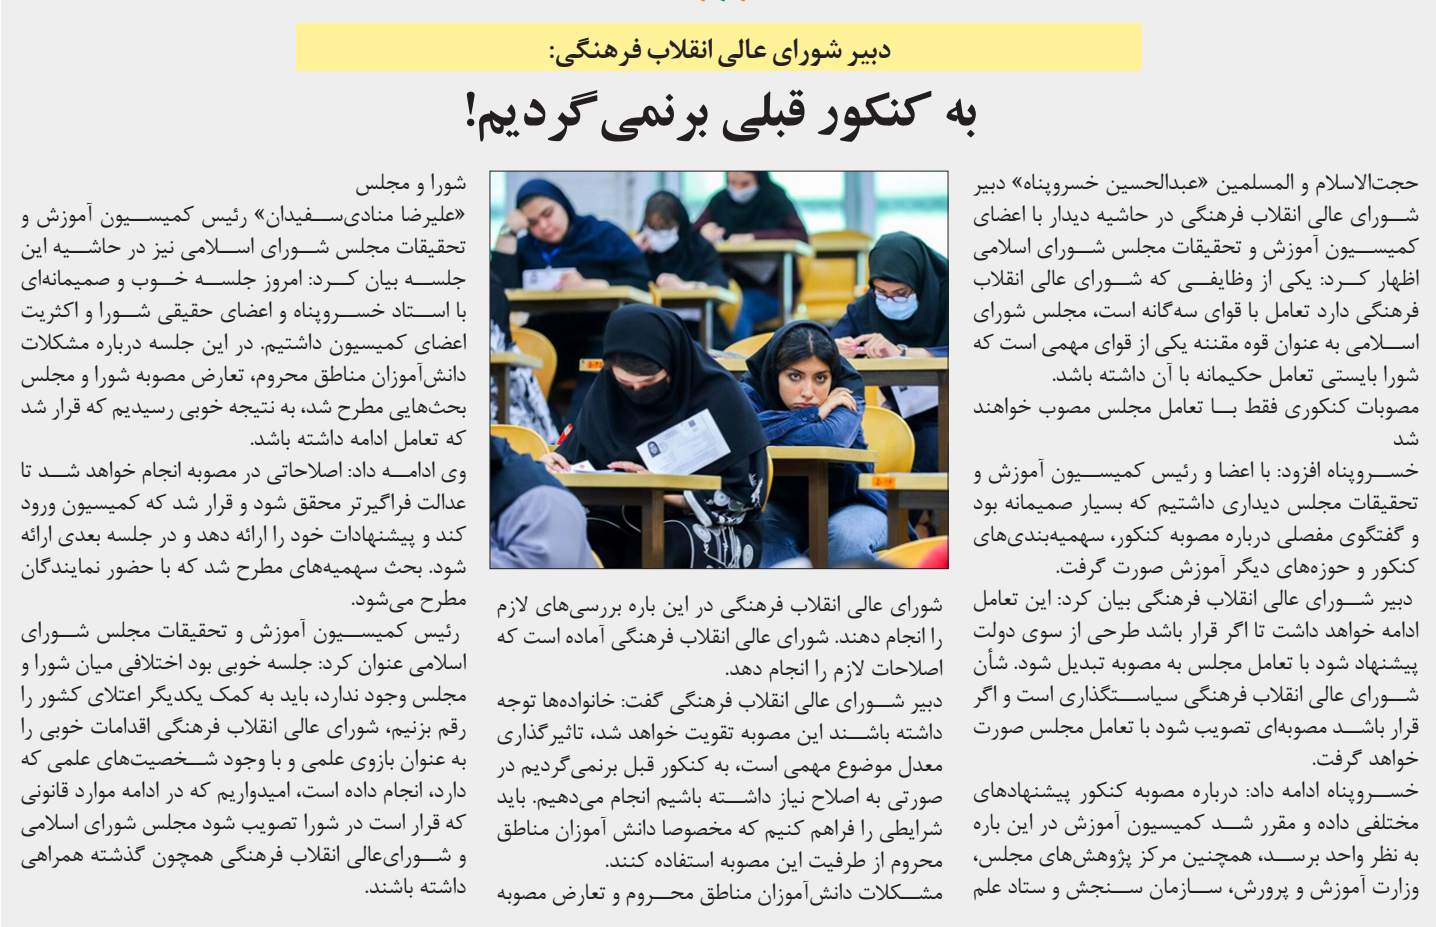 دبیر شورای عالی انقلاب فرهنگی:
به کنکور قبلی برنمی‌گردیم!
حجت‌الاسلام و المسلمین «عبدالحسین خسروپناه» دبیر
شورای عالی انقلاب فرهنگی در حاشیه دیدار با اعضای
کمیسیون آموزش و تحقیقات مجلس شورای اسلامی
اظهار کرد: یکی از وظایفی که شورای عالی انقلاب
فرهنگی دارد تعامل با قوای سه‌گانه است، مجلس شورای
اسلامی به عنوان قوه مقننه یکی از قوای مهمی است که
شورا بایستی تعامل حکیمانه با آن داشته باشد.
مصوبات کنکوری فقط با تعامل مجلس مصوب خواهند
شد
خسروپناه افزود: با اعضا و رئیس کمیسیون آموزش و
تحقیقات مجلس دیداری داشتیم که بسیار صمیمانه بود
و گفتگوی مفصلی درباره مصوبه کنکور، سهمیه‌بندی‌های
کنکور و حوزه‌های دیگر آموزش صورت گرفت.
دبیر شورای عالی انقلاب فرهنگی بیان کرد: این تعامل
ادامه خواهد داشت تا اگر قرار باشد طرحی از سوی دولت
پیشنهاد شود با تعامل مجلس به مصوبه تبدیل شود. شأن
شورای عالی انقلاب فرهنگی سیاستگذاری است و اگر
قرار باشد مصوبه‌ای تصویب شود با تعامل مجلس صورت
خواهد گرفت.
خسروپناه ادامه داد: درباره مصوبه کنکور پیشنهادهای
مختلفی داده و مقرر شد کمیسیون آموزش در این باره
به نظر واحد برسد، همچنین مرکز پژوهش‌های مجلس،
وزارت آموزش و پرورش، سازمان سنجش و ستاد علم
شورای عالی انقلاب فرهنگی در این باره بررسی‌های لازم
را انجام دهند. شورای عالی انقلاب فرهنگی آماده است که
اصلاحات لازم را انجام دهد.
دبیر شورای عالی انقلاب فرهنگی گفت: خانواده‌ها توجه
داشته باشند این مصوبه تقویت خواهد شد، تاثیرگذاری
معدل موضوع مهمی است، به کنکور قبل برنمی‌گردیم در
صورتی به اصلاح نیاز داشته باشیم انجام می‌دهیم. باید
شرایطی را فراهم کنیم که مخصوصا دانش آموزان مناطق
محروم از ظرفیت این مصوبه استفاده کنند.
مشکلات دانش‌آموزان مناطق محروم و تعارض مصوبه
شورا و مجلس
«علیرضا منادی‌سفیدان» رئیس کمیسیون آموزش و
تحقیقات مجلس شورای اسلامی نیز در حاشیه این
جلسه بیان کرد: امروز جلسه خوب و صمیمانه‌ای
با استاد خسروپناه و اعضای حقیقی شورا و اکثریت
اعضای کمیسیون داشتیم. در این جلسه درباره مشکلات
دانش‌آموزان مناطق محروم، تعارض مصوبه شورا و مجلس
بحث‌هایی مطرح شد، به نتیجه خوبی رسیدیم که قرار شد
که تعامل ادامه داشته باشد.
وی ادامه داد: اصلاحاتی در مصوبه انجام خواهد شد تا
عدالت فراگیرتر محقق شود و قرار شد که کمیسیون ورود
کند و پیشنهادات خود را ارائه دهد و در جلسه بعدی ارائه
شود. بحث سهمیه‌های مطرح شد که با حضور نمایندگان
مطرح می‌شود.
رئیس کمیسیون آموزش و تحقیقات مجلس شورای
اسلامی عنوان کرد: جلسه خوبی بود اختلافی میان شورا و
مجلس وجود ندارد، باید به کمک یکدیگر اعتلای کشور را
رقم بزنیم، شورای عالی انقلاب فرهنگی اقدامات خوبی را
به عنوان بازوی علمی و با وجود شخصیت‌های علمی که
دارد، انجام داده است، امیدواریم که در ادامه موارد قانونی
که قرار است در شورا تصویب شود مجلس شورای اسلامی
و شورای‌عالی انقلاب فرهنگی همچون گذشته همراهی
داشته باشند.